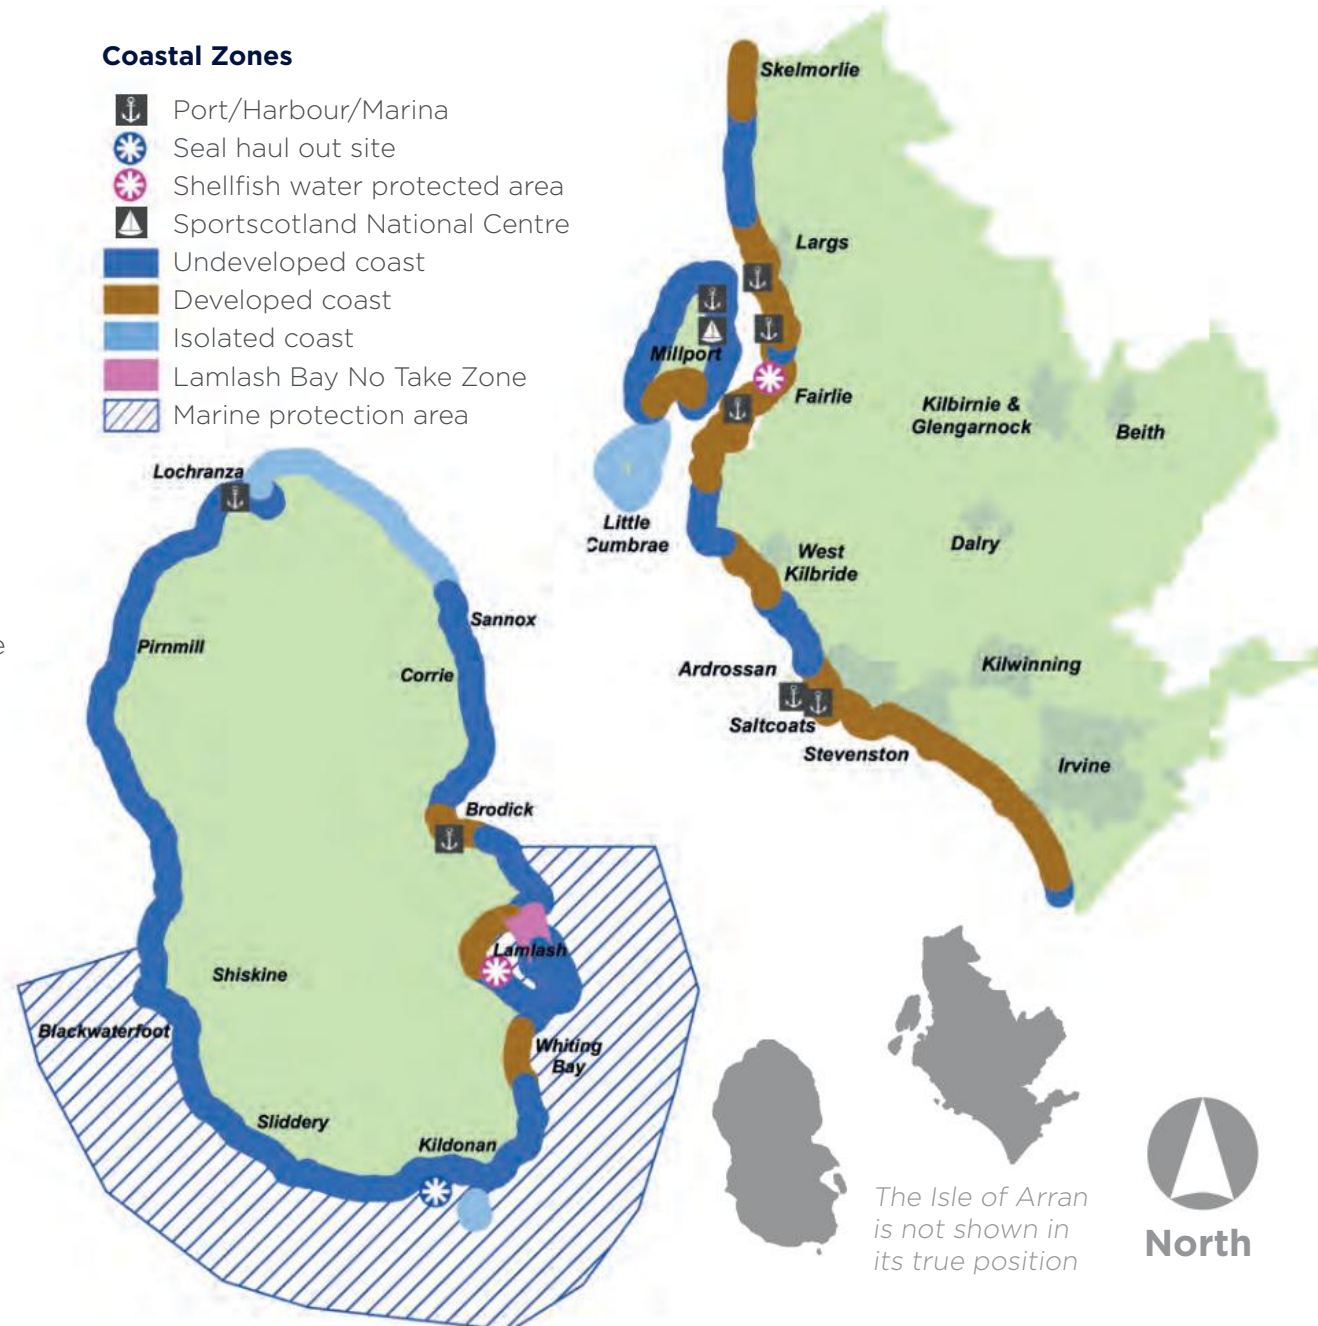 Coastal Zones
Port/Harbour/Marina
Seal haul out site
Shellfish water protected area
Sportscotland National Centre
Undeveloped coast
Developed coast
Isolated coast
Lamlash Bay No Take Zone
Marine protection area
Skelmorlie
Largs
Millport
Fairlie
Kilbirnie &
Glengarnock
Beith
Little
Cumbrae
West
Kilbride
Dalry
Ardrossan
Kilwinning
Saltcoats
Stevenston
Irvine
Lochranza
Sannox
Pirnmill
Corrie
Brodick
Lamlash
Shiskine
Blackwaterfoot
Whiting
Bay
Sliddery
Kildonan
e
The Isle of Arran
is not shown in
its true position
North